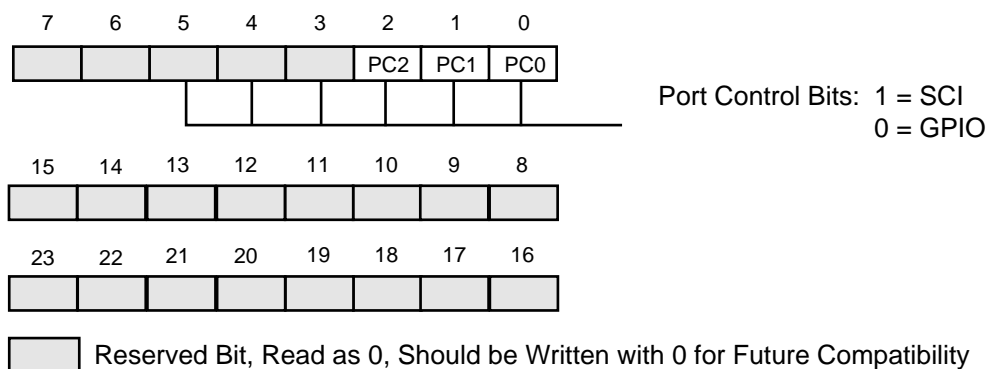 7 6 5 4 3 2 1 0
PC2 PC1 PC0
Port Control Bits: 1 = SCI
0 = GPIO
15 14 13 12 11 10 9 8
23 22 21 20 19 18 17 16
Reserved Bit, Read as 0, Should be Written with 0 for Future Compatibility